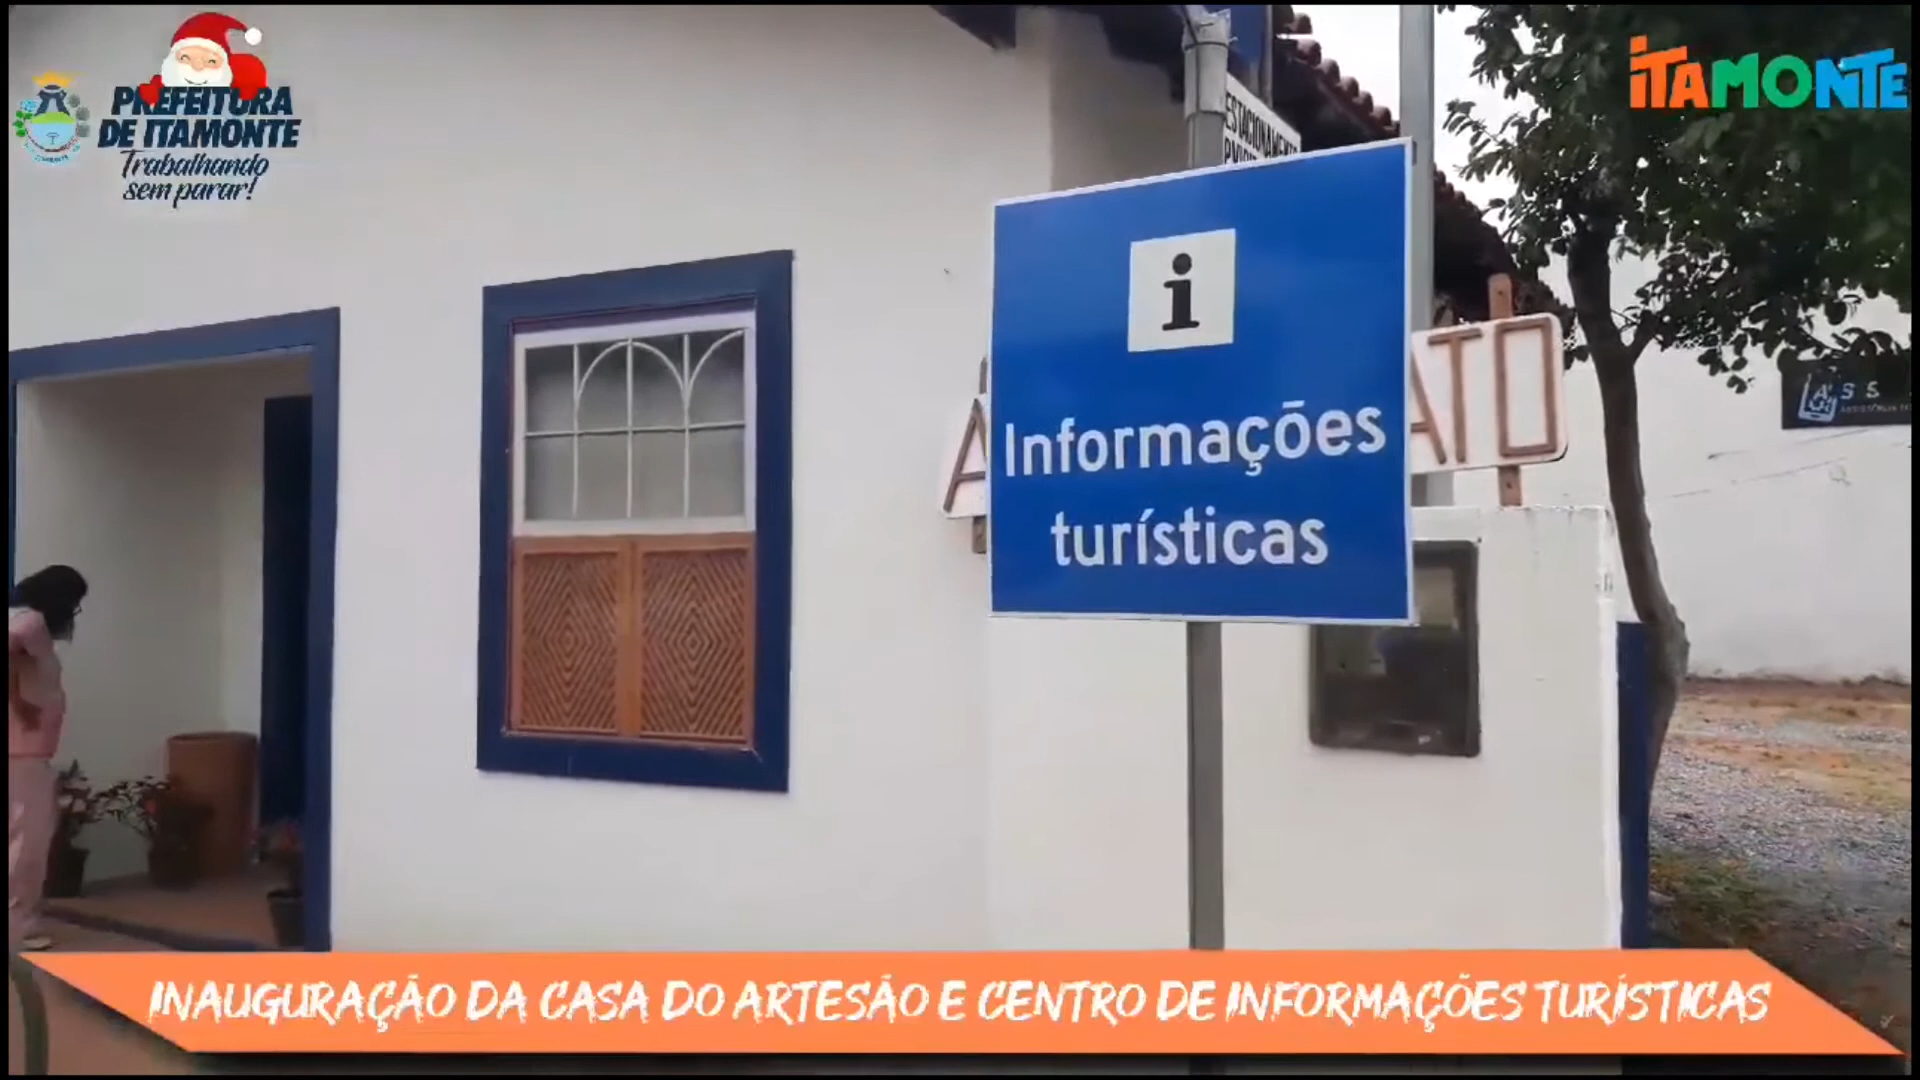 PREFEITURA
DE ITAMONTE
Trabalhando
sem parar!
ITAMONTE
ESTACIONAMENTO
i
Informações
turísticas
ATO
INAUGURAÇÃO DA CASA DO ARTESÃO E CENTRO DE INFORMAÇÕES TURÍSTICAS